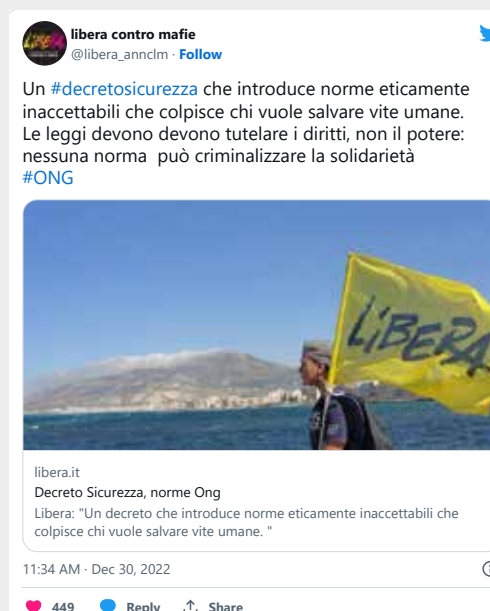 libera contro mafie
@libera_annclm · Follow
Un #decretosicurezza che introduce norme eticamente
inaccettabili che colpisce chi vuole salvare vite umane.
Le leggi devono devono tutelare i diritti, non il potere:
nessuna norma può criminalizzare la solidarietà
#ONG
LIBERA
libera.it
Decreto Sicurezza, norme Ong
Libera: "Un decreto che introduce norme eticamente inaccettabili che
colpisce chi vuole salvare vite umane. "
11:34 AM · Dec 30, 2022
449 Reply Share